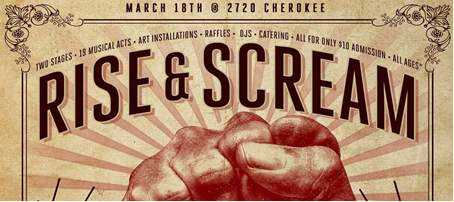 MARCH 18TH @ 2720 CHEROKEE
TWO STAGES • 19 MUSICAL ACTS • ART INSTALLATIONS • RAFFLES • DJS • CATERING • ALL FOR ONLY $10 ADMISSION • ALL AGES
RISE & SCREAM